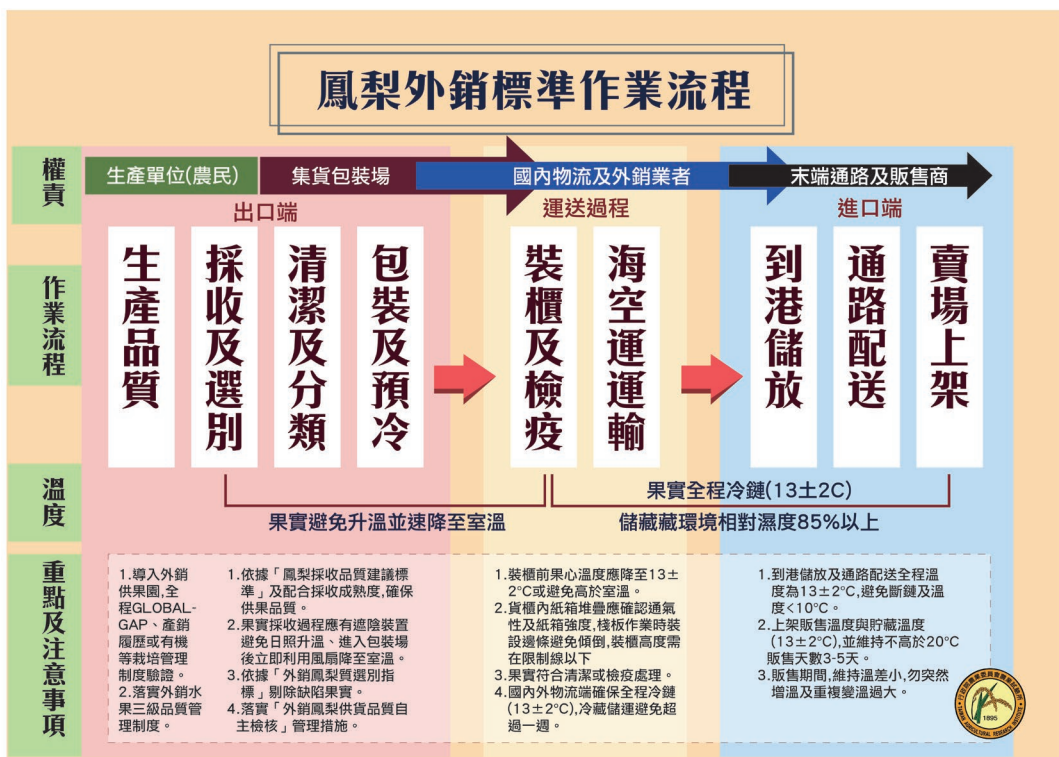 鳳梨外銷標準作業流程
權責
生產單位(農民)
集貨包裝場
國內物流及外銷業者
末端通路及販售商
出口端
運送過程
進口端
作業流程
生產品質
採收及選別
清潔及分類
包裝及預冷
裝櫃及檢疫
海空運運輸
到港儲放
通路配送
賣場上架
溫度
果實避免升溫並速降至室溫
果實全程冷鏈(13土2C)
儲藏藏環境相對濕度85%以上
重點及注意事項
1.導入外銷
供果園,全
程GLOBAL-
GAP、產銷
履歷或有機
等栽培管理
制度驗證。
2.落實外銷水
果三級品質管
理制度。
1.依據「鳳梨採收品質建議標
準」及配合採收成熟度,確保
供果品質。
2.果實採收過程應有遮陰裝置
避免日照升溫、進入包裝場
後立即利用風扇降至室溫。
3.依據「外銷鳳梨質選別指
標」剔除缺陷果實。
4.落實「外銷鳳梨供貨品質自
主檢核」管理措施。
1.裝櫃前果心溫度應降至13±
2°C或避免高於室溫。
2.貨櫃內紙箱堆疊應確認通氣
性及紙箱強度,棧板作業時裝
設邊條避免傾倒,裝櫃高度需
在限制線以下
3.果實符合清潔或檢疫處理。
4.國內外物流端確保全程冷鏈
(13±2°C),冷藏儲運避免超
過一週。
1.到港儲放及通路配送全程溫
度為13±2°C,避免斷鏈及溫
度<10°C。
2.上架販售溫度與貯藏溫度
(13±2°C),並維持不高於20°C
販售天數3-5天。
3.販售期間,維持溫差小,勿突然
增溫及重複變溫過大。
行政院農業委員會農業試驗所
1895
TAIWAN AGRICULTURAL RESEARCH INSTITUTE